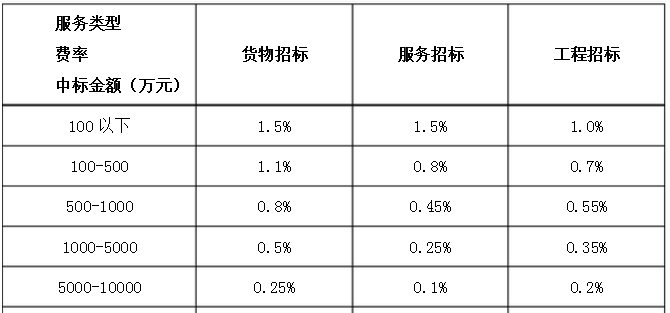 服务类型
费率
中标金额（万元）
货物招标
服务招标
工程招标
100以下 1.5% 1.5% 1.0%
100-500 1.1% 0.8% 0.7%
500-1000 0.8% 0.45% 0.55%
1000-5000 0.5% 0.25% 0.35%
5000-10000 0.25% 0.1% 0.2%